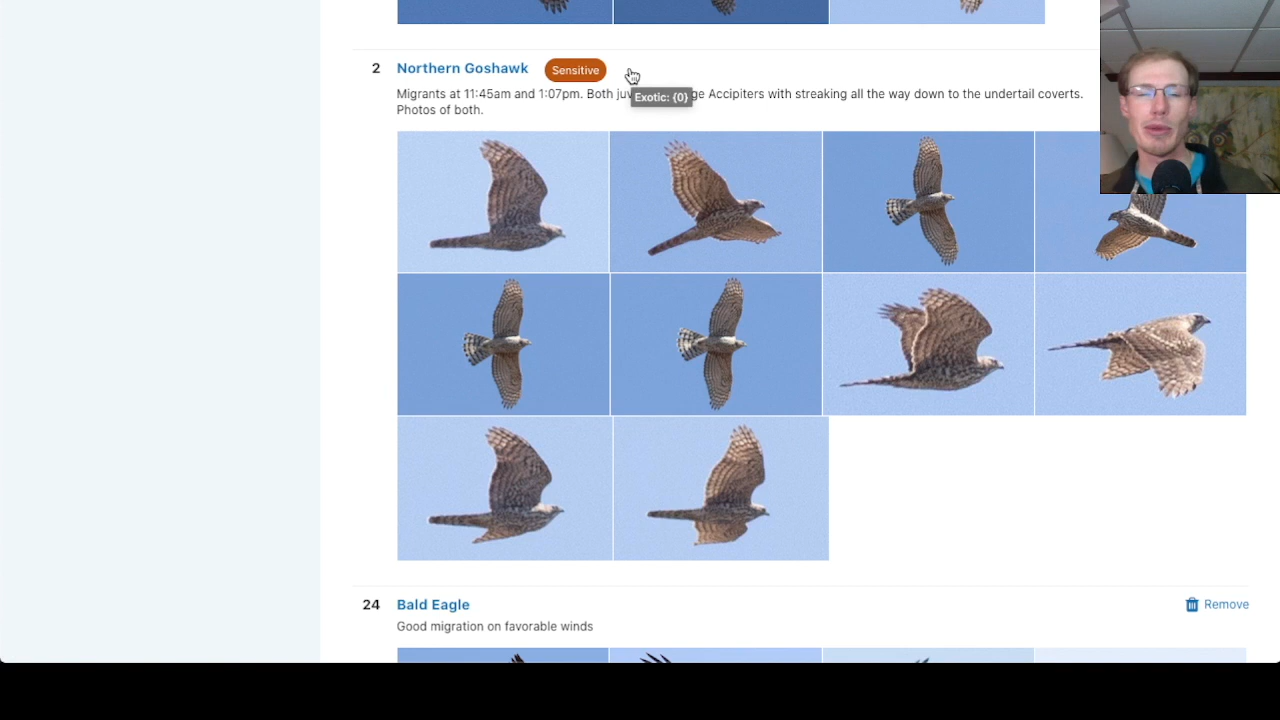 2 Northern Goshawk Sensitive
Migrants at 11:45am and 1:07pm. Both ge Accipiters with streaking all the way down to the undertail coverts.
Exotic: {0}
Photos of both.
24 Bald Eagle Remove
Good migration on favorable winds